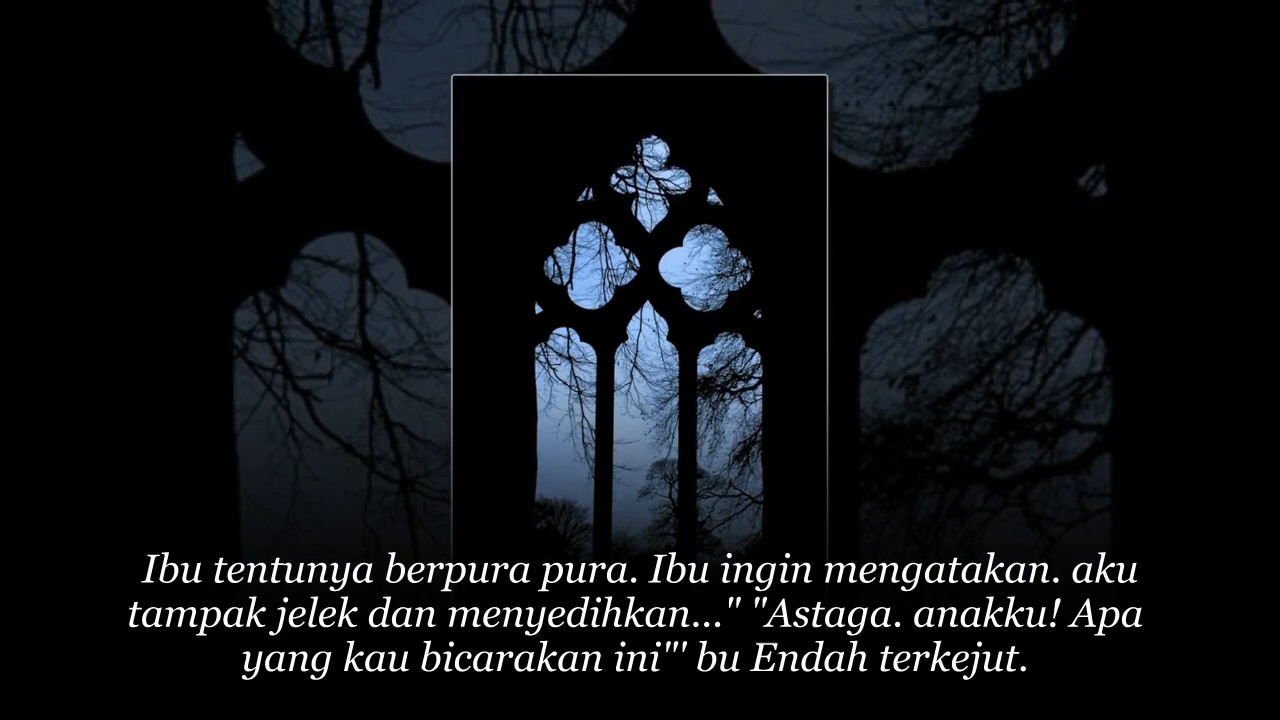 Ibu tentunya berpura pura. Ibu ingin mengatakan. aku
tampak jelek dan menyedihkan..." "Astaga. anakku! Apa
yang kau bicarakan ini"' bu Endah terkejut.